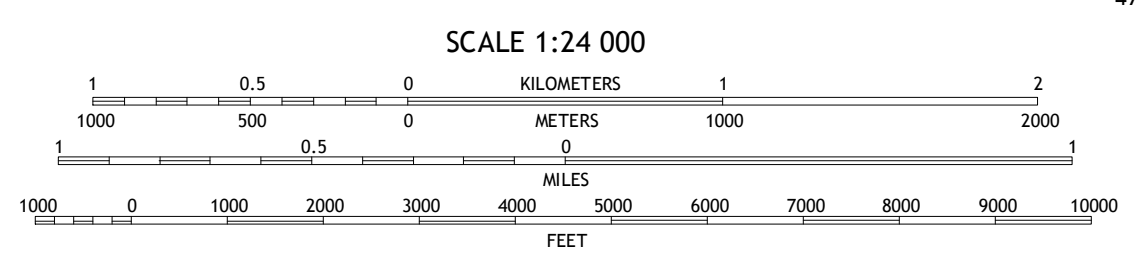 SCALE 1:24 000
1 0.5 0 KILOMETERS 1 2
1000 500 0 METERS 1000 2000
1 0.5 0 1
MILES
1000 0 1000 2000 3000 4000 5000 6000 7000 8000 9000 10000
FEET